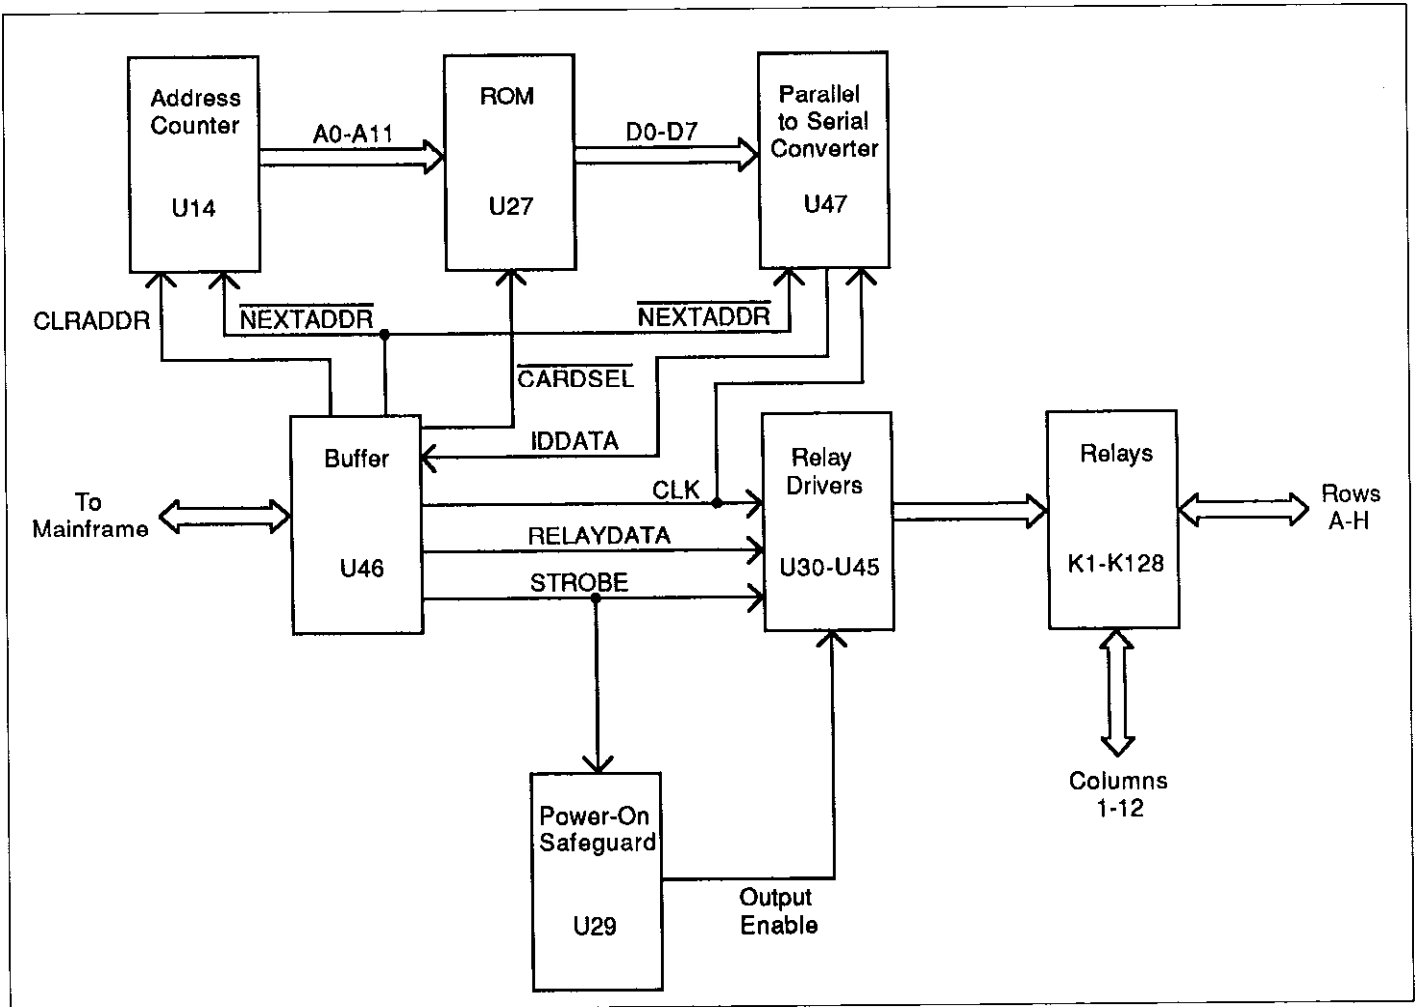 Address
Counter
U14
A0-A11
ROM
U27
D0-D7
Parallel
to Serial
Converter
U47
CLRADDR
NEXTADDR
NEXTADDR
CARDSEL
IDDATA
CLK
RELAYDATA
STROBE
To
Mainframe
Buffer
U46
Relay
Drivers
U30-U45
Relays
K1-K128
Rows
A-H
Columns
1-12
Power-On
Safeguard
U29
Output
Enable